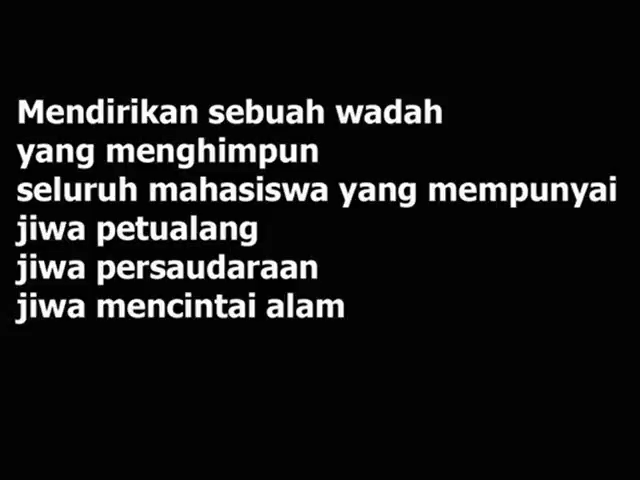 Mendirikan sebuah wadah
yang menghimpun
seluruh mahasiswa yang mempunyai
jiwa petualang
jiwa persaudaraan
jiwa mencintai alam